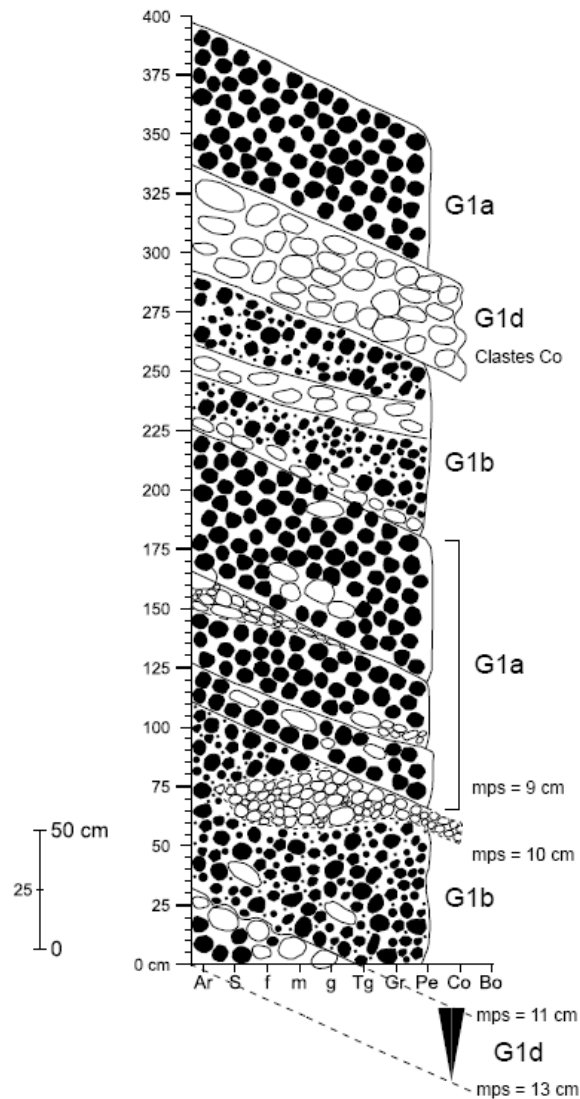 400
375
350
325
300
275
250
225
200
175
150
125
100
75
50
25
0 cm
G1a
G1d
Clastes Co
G1b
G1a
mps = 9 cm
mps = 10 cm
G1b
50 cm
25
0
Ar S f m g Tg Gr Pe Co Bo
mps = 11 cm
G1d
mps = 13 cm